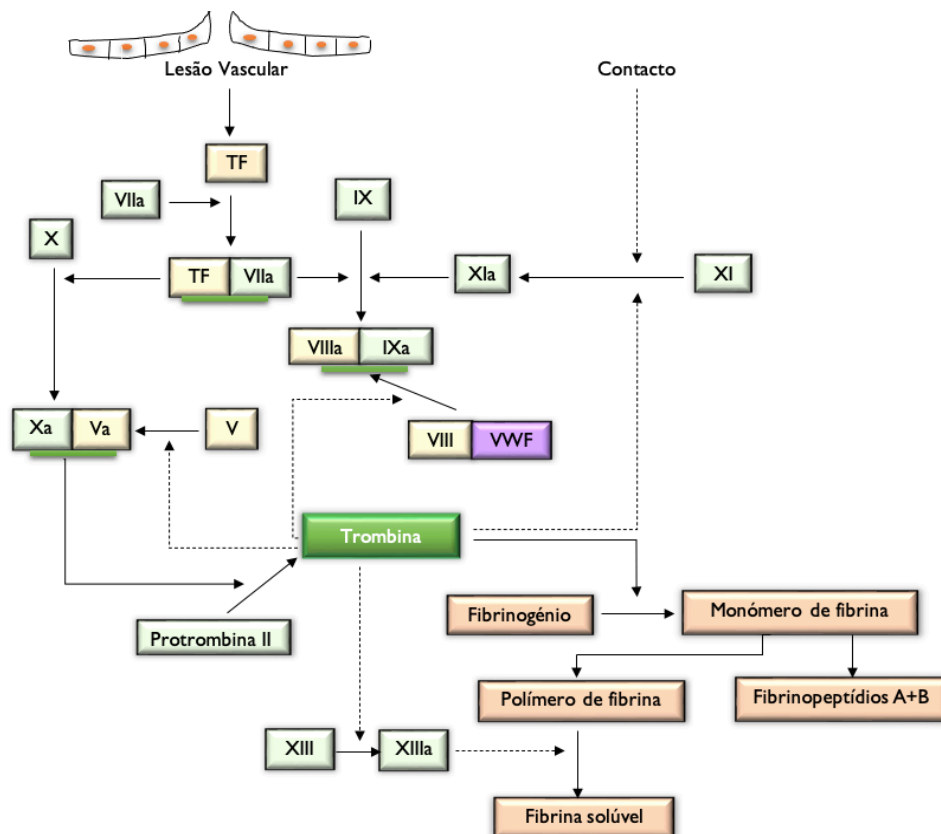 Lesão Vascular
Contacto
TF
VIIa
IX
X
TF VIIa
XIa
XI
VIIIa IXa
Xa Va
V
VIII VWF
Trombina
Fibrinogénio
Monómero de fibrina
Protrombina II
Polímero de fibrina
Fibrinopeptídios A+B
XIII
XIIIa
Fibrina solúvel